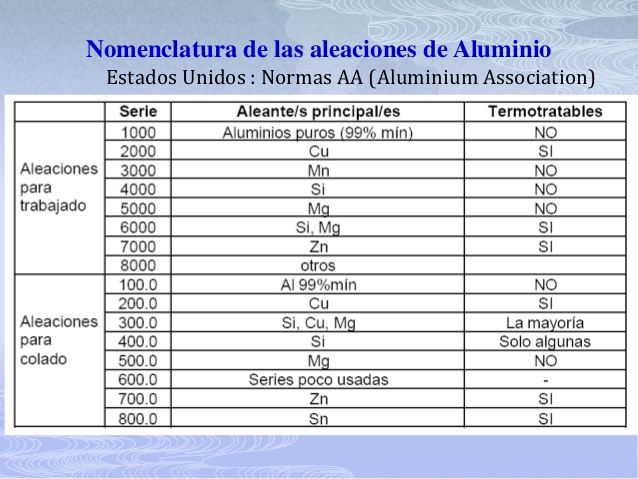 Nomenclatura de las aleaciones de Aluminio
Estados Unidos : Normas AA (Aluminium Association)
Serie Aleante/s principal/es Termotratables
Aleaciones para trabajado
1000 Aluminios puros (99% mín) NO
2000 Cu SI
3000 Mn NO
4000 Si NO
5000 Mg NO
6000 Si, Mg SI
7000 Zn SI
8000 otros
Aleaciones para colado
100.0 Al 99%mín NO
200.0 Cu SI
300.0 Si, Cu, Mg La mayoría
400.0 Si Solo algunas
500.0 Mg NO
600.0 Series poco usadas -
700.0 Zn SI
800.0 Sn SI